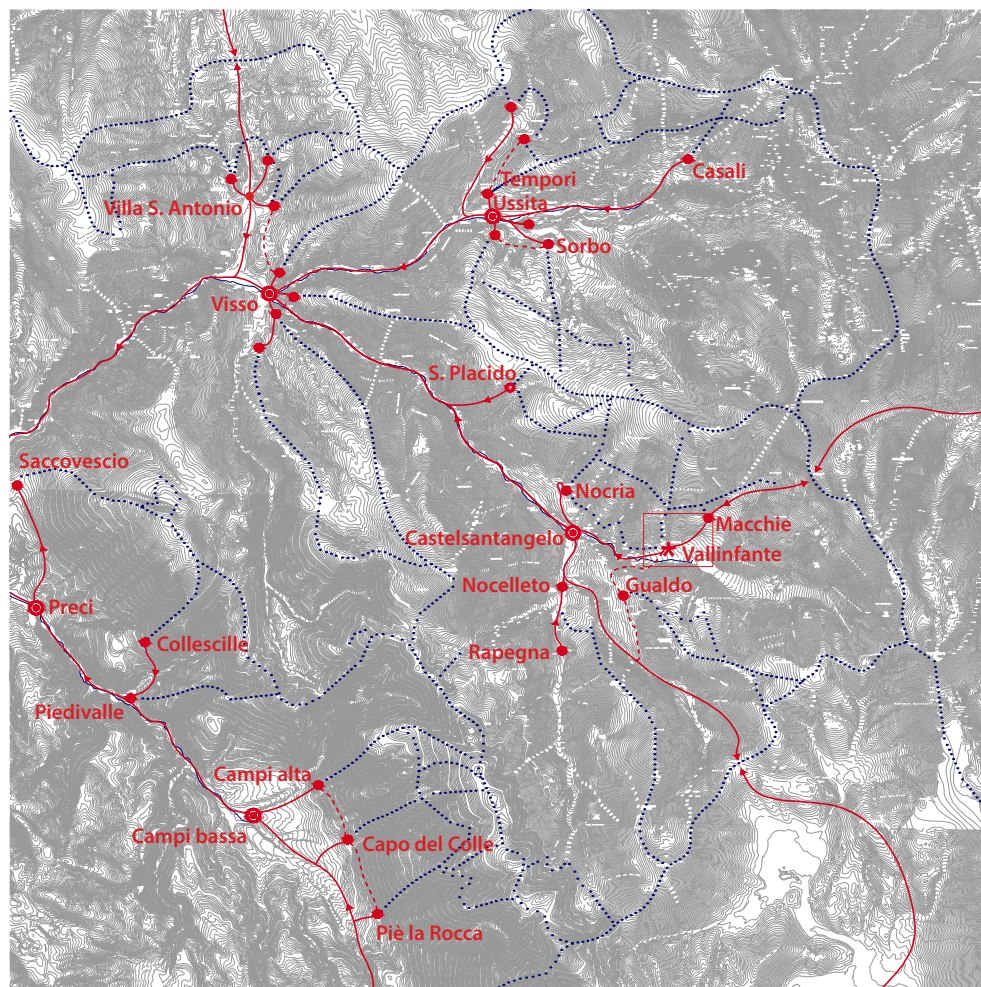 Casali
Tempori
Villa S. Antonio
Ussita
Sorbo
Visso
S. Placido
Saccovescio
Nocria
Macchie
Castelsantangelo
Vallinfante
Nocelleto
Gualdo
Preci
Collescille
Rapegna
Piedivalle
Campi alta
Campi bassa
Capo del Colle
Piè la Rocca